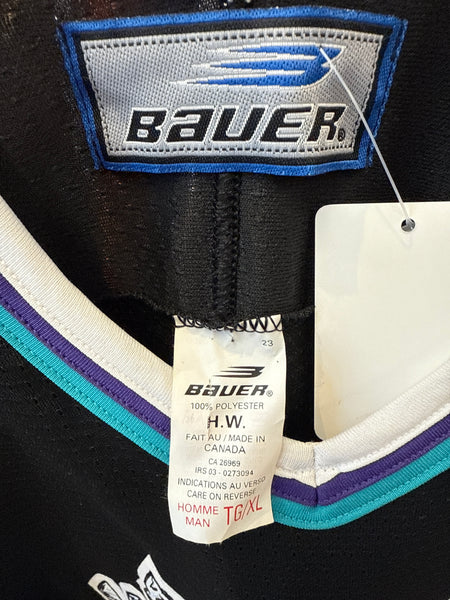 BAUER®
23
BAUER®
100% POLYESTER
H.W.
FAIT AU / MADE IN
CANADA
CA 26969
IRS 03 - 0273094
INDICATIONS AU VERSO
CARE ON REVERSE
HOMME TG/XL
MAN